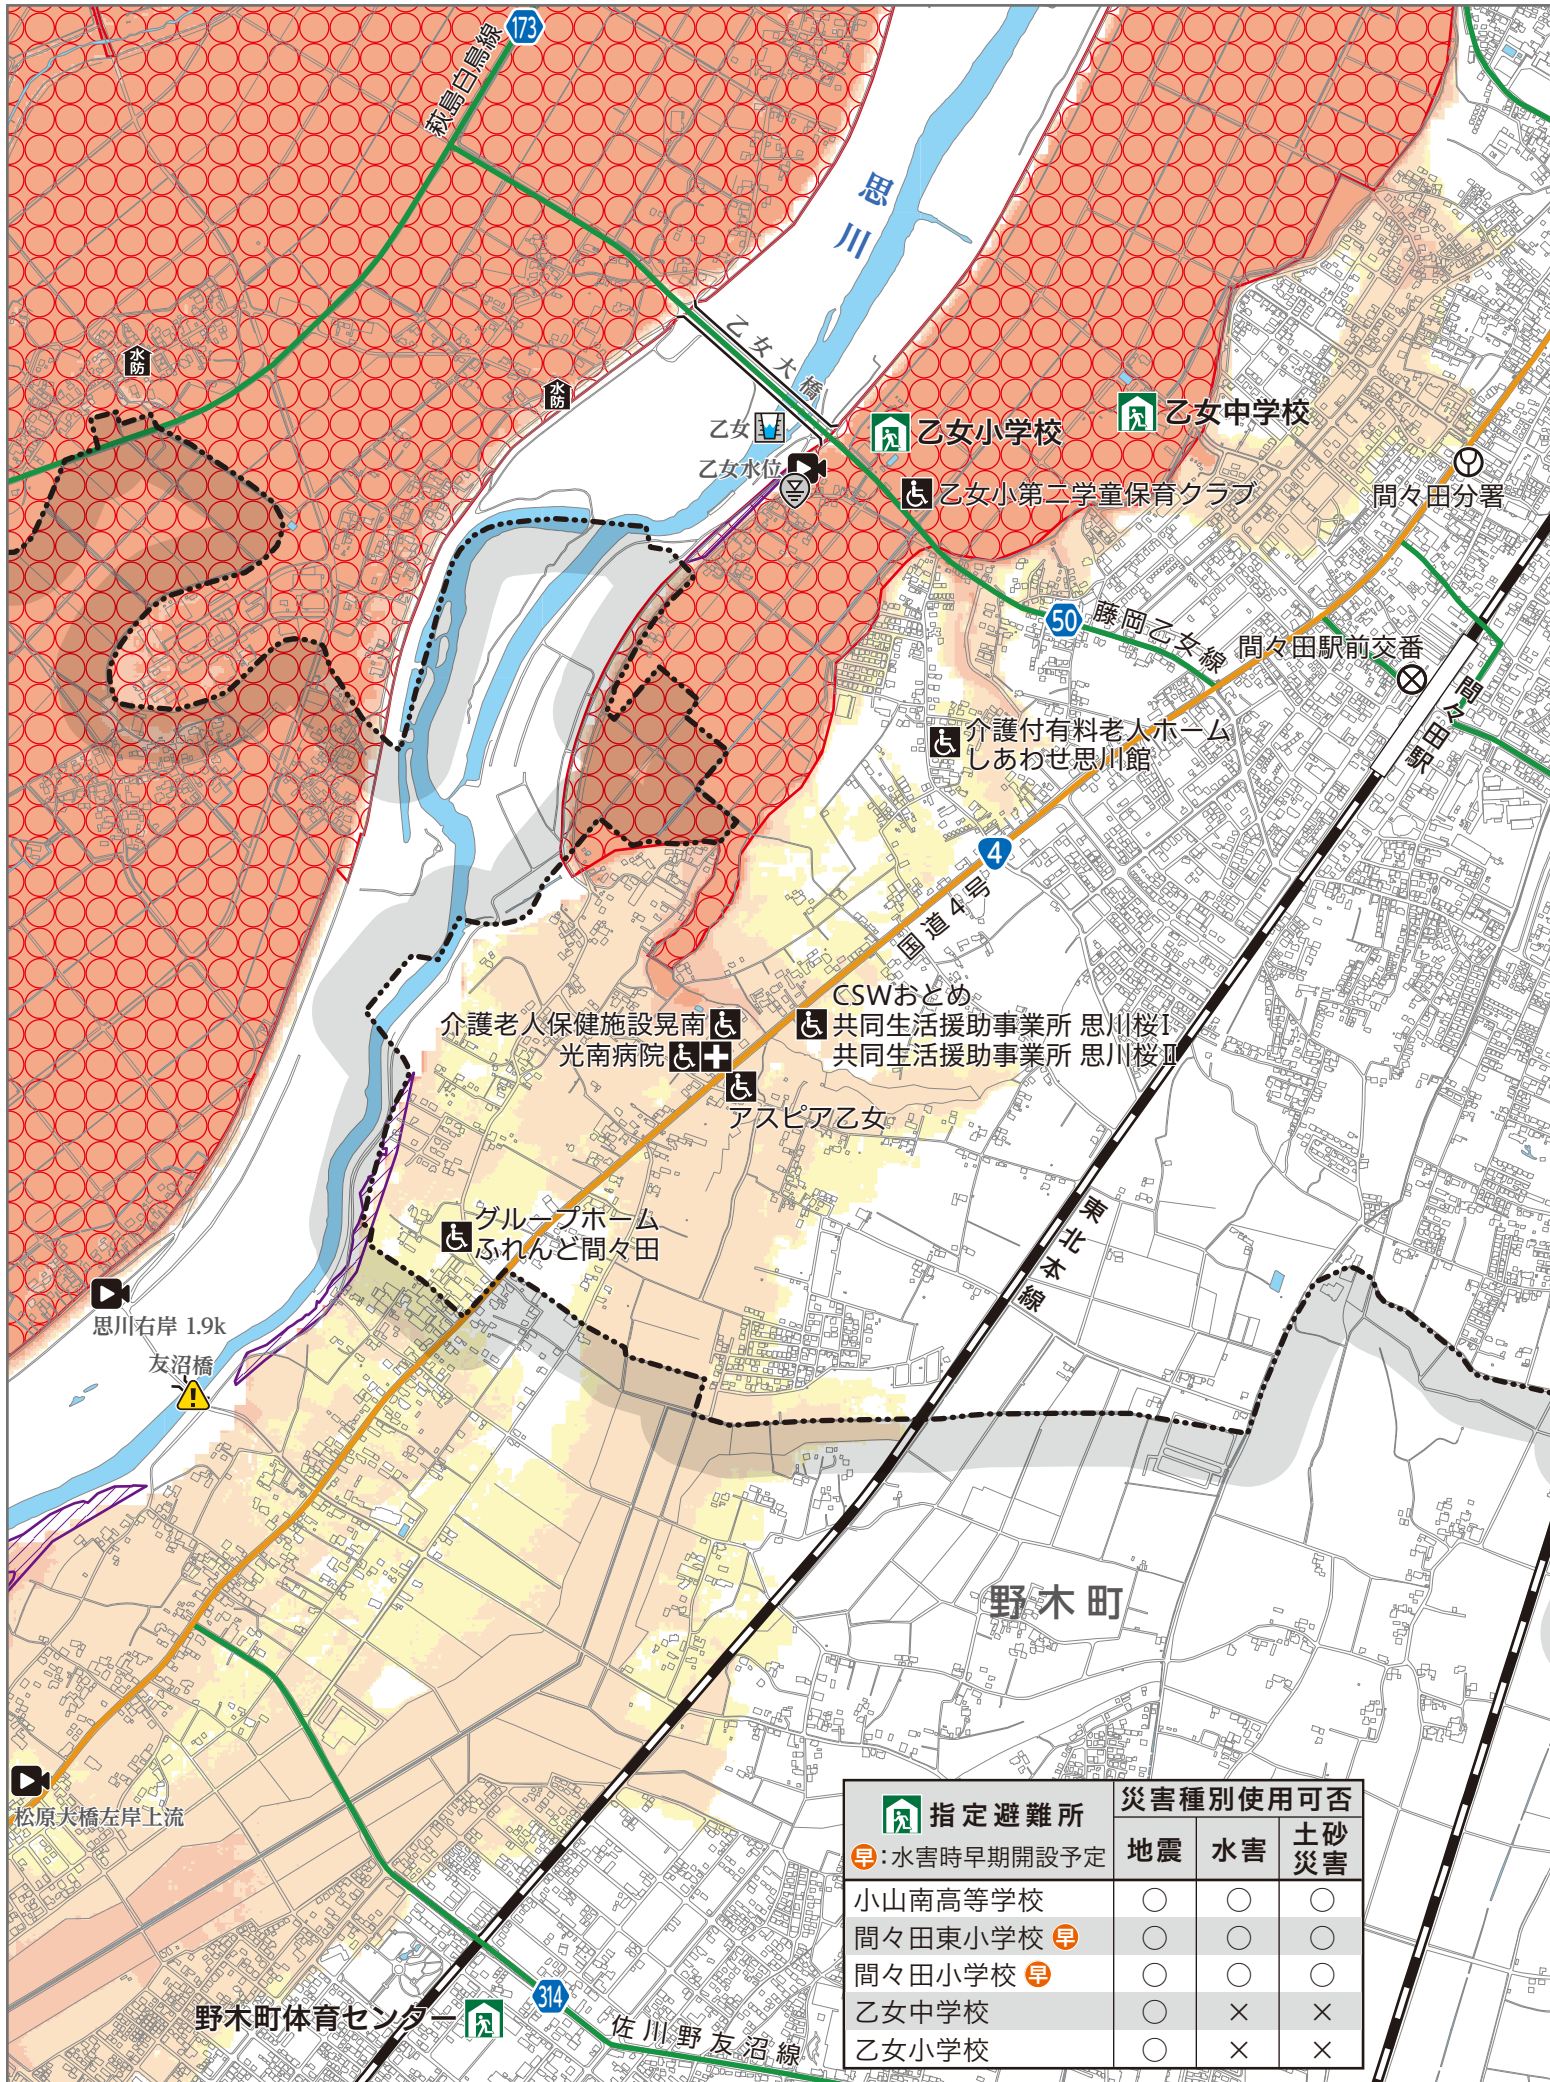 173
萩島白鳥線
思川
水防
水防
乙女大橋
乙女
乙女水位
乙女小学校
乙女中学校
乙女小第二学童保育クラブ
間々田分署
50
藤岡乙女線
間々田駅前交番
間々田駅
介護付有料老人ホーム
しあわせ思川館
4
国道4号
CSWおとめ
共同生活援助事業所 思川桜Ⅰ
共同生活援助事業所 思川桜Ⅱ
介護老人保健施設晃南
光南病院
アスピア乙女
グループホーム
ふれんど間々田
東北本線
思川右岸 1.9k
友沼橋
野木町
松原大橋左岸上流
314
野木町体育センター
佐川野友沼線
指定避難所 災害種別使用可否
早:水害時早期開設予定 地震 水害 土砂災害
小山南高等学校 ○ ○ ○
間々田東小学校 早 ○ ○ ○
間々田小学校 早 ○ ○ ○
乙女中学校 ○ × ×
乙女小学校 ○ × ×